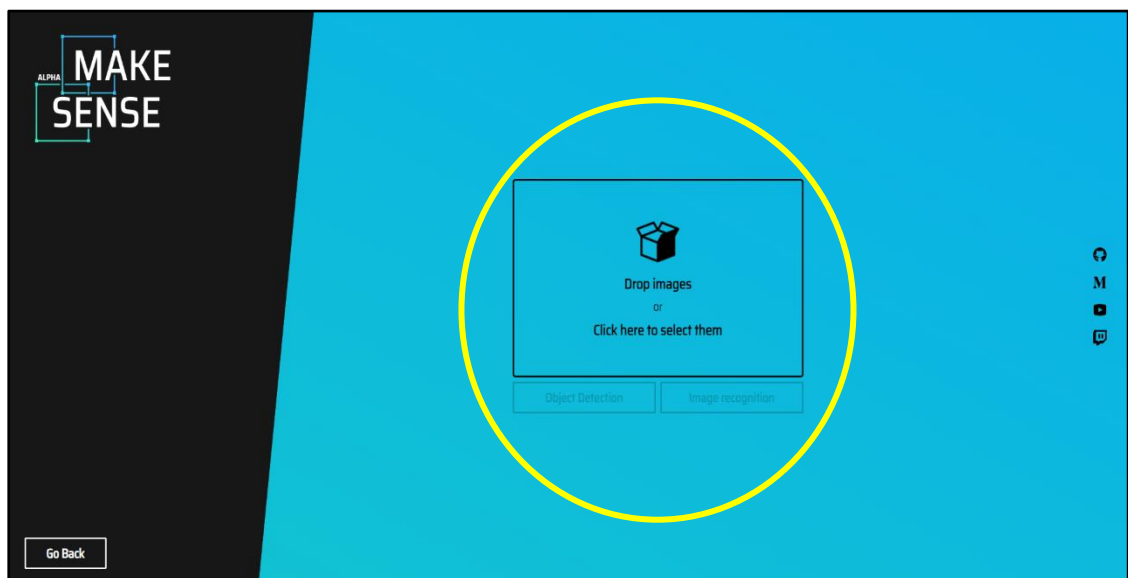 ALPHA MAKE
SENSE
Drop images
or
Click here to select them
Object Detection
Image recognition
M
Go Back